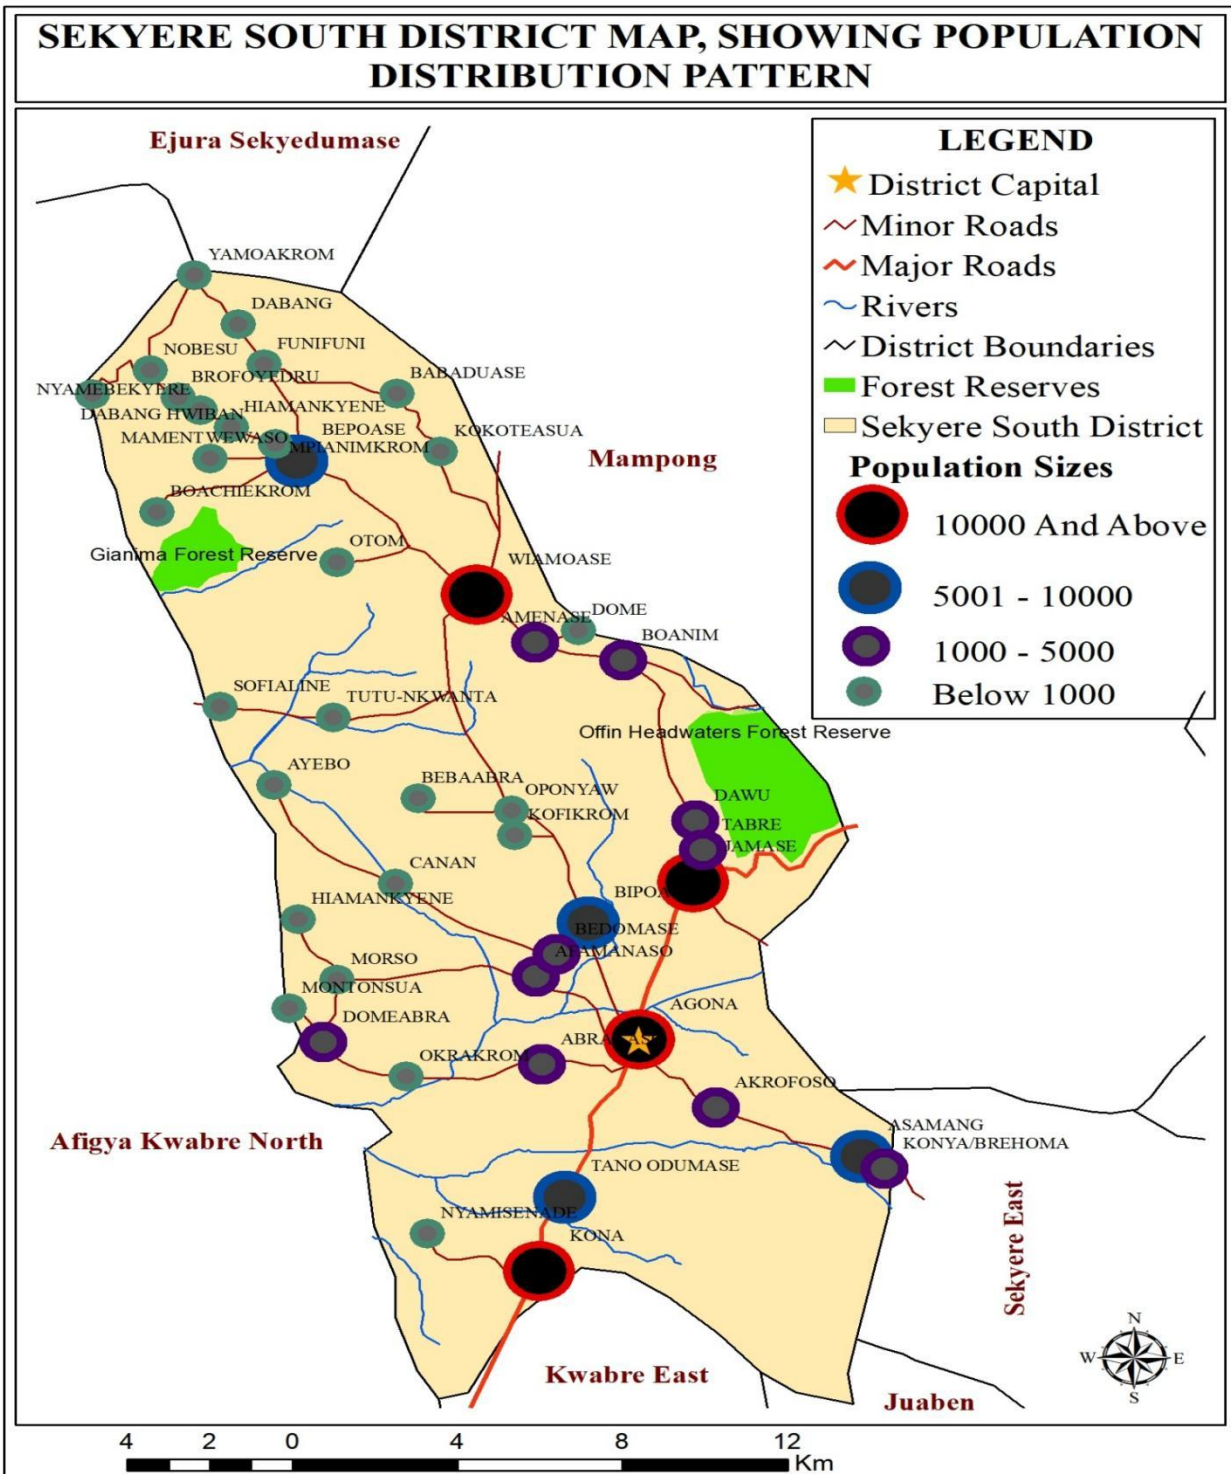 SEKYERE SOUTH DISTRICT MAP, SHOWING POPULATION
DISTRIBUTION PATTERN
Ejura Sekyedumase
LEGEND
District Capital
Minor Roads
Major Roads
Rivers
District Boundaries
Forest Reserves
Sekyere South District
Population Sizes
10000 And Above
5001 - 10000
1000 - 5000
Below 1000
YAMOAKROM
DABANG
FUNIFUNI
NOBESU
BABADUASE
BROFOYEDRU
NYAMEBEKYERE
DABANG HWIBAN
HIAMANKYENE
BEPOASE
KOKOTEASUA
MAMENTWEWASO
MPIANIMKROM
Mampong
BOACHIEKROM
OTOM
Gianima Forest Reserve
WIAMOASE
AMENASE
DOME
BOANIM
SOFIALINE
TUTU-NKWANTA
Offin Headwaters Forest Reserve
AYEBO
BEBAABRA
OPONYAW
KOFIKROM
DAWU
TABRE
JAMASE
CANAN
HIAMANKYENE
BIPOA
BEDOMASE
MORSO
MONTONSUA
DOMEABRA
AGONA
OKRAKROM
AKROFOSO
Afigya Kwabre North
ASAMANG
KONYA/BREHOMA
TANO ODUMASE
NYAMISENADE
KONA
Sekyere East
Kwabre East
Juaben
N
W
E
S
4 2 0 4 8 12
Km